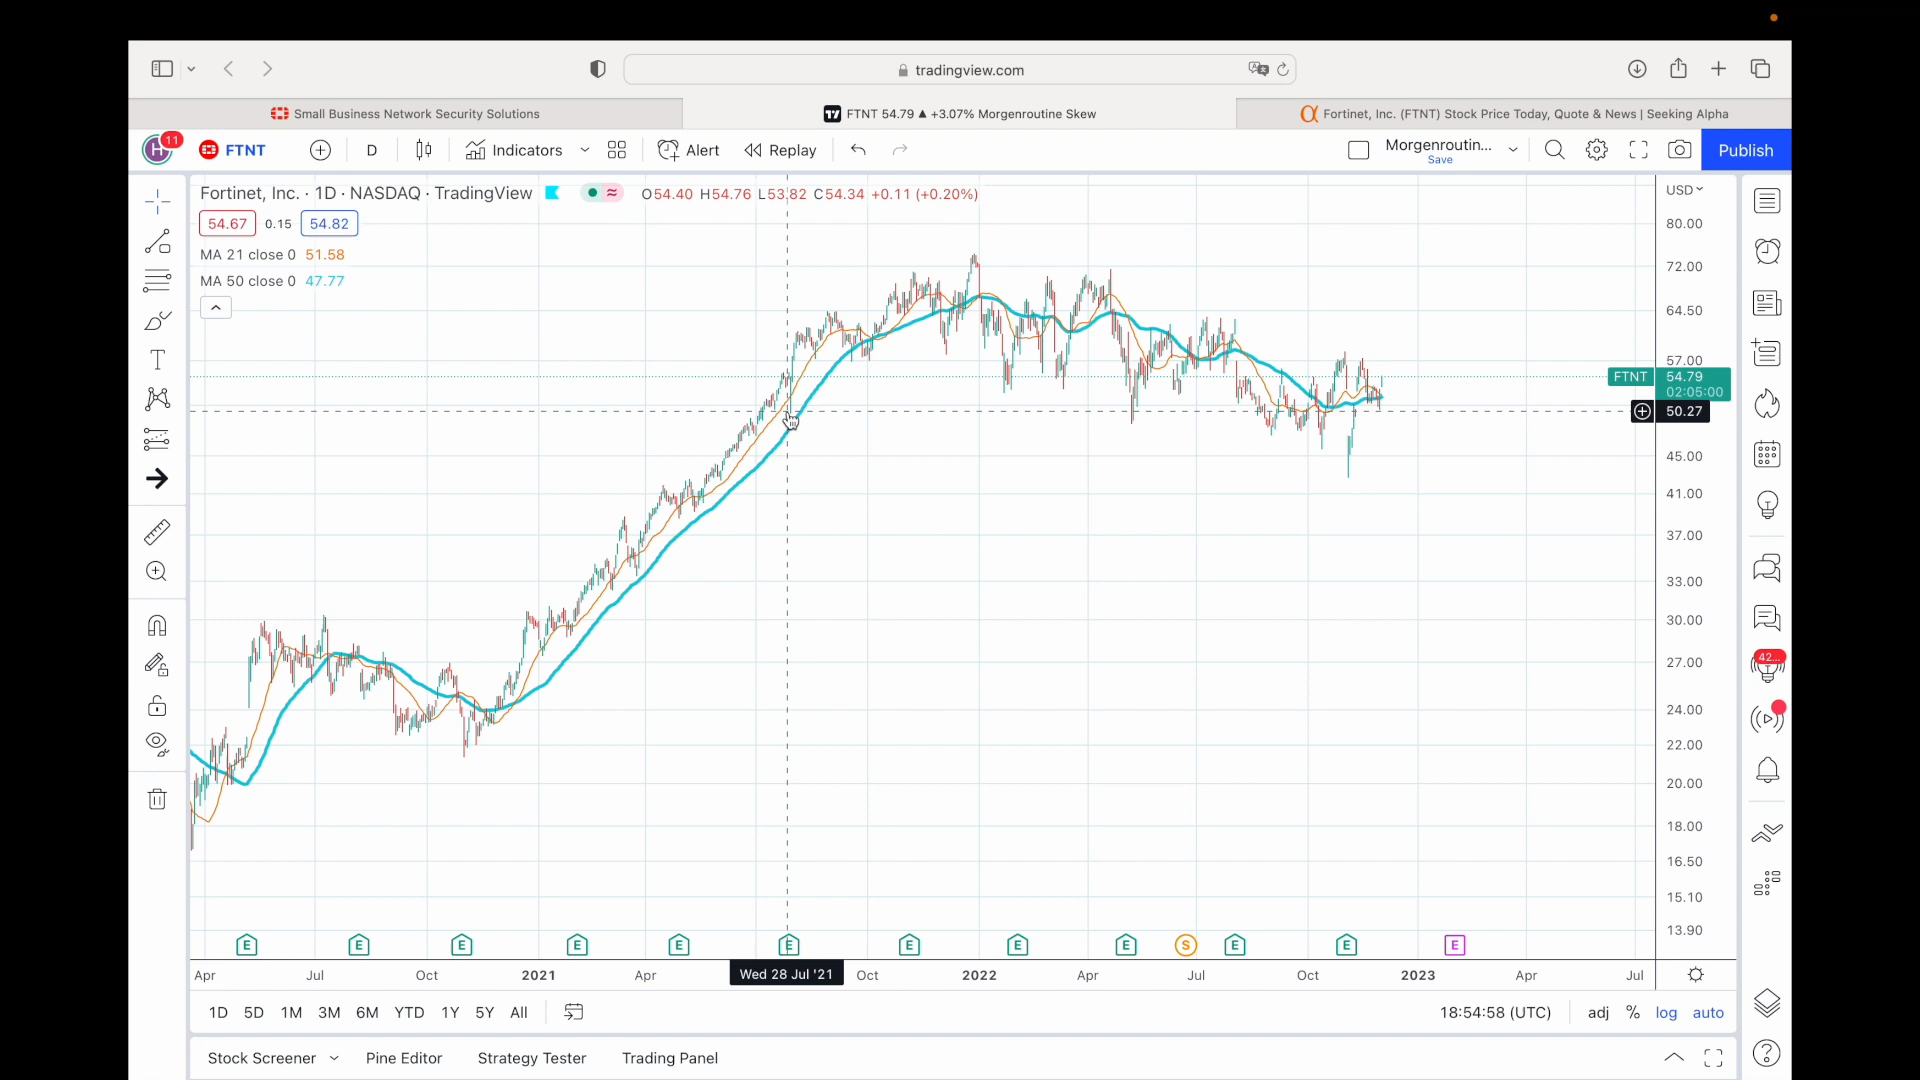 tradingview.com
Small Business Network Security Solutions
FTNT 54.79 ▲ +3.07% Morgenroutine Skew
Fortinet, Inc. (FTNT) Stock Price Today, Quote & News | Seeking Alpha
H 11
FTNT
D
Indicators
Alert
Replay
Morgenroutin...
Save
Publish
Fortinet, Inc. · 1D · NASDAQ · TradingView
O54.40 H54.76 L53.82 C54.34 +0.11 (+0.20%)
54.67 0.15 54.82
MA 21 close 0 51.58
MA 50 close 0 47.77
USD
80.00
72.00
64.50
57.00
FTNT 54.79
02:05:00
50.27
45.00
41.00
37.00
33.00
30.00
27.00
24.00
22.00
20.00
18.00
16.50
15.10
13.90
42...
E E E E E E E E E S E E E
Apr Jul Oct 2021 Apr Wed 28 Jul '21 Oct 2022 Apr Jul Oct 2023 Apr Jul
1D 5D 1M 3M 6M YTD 1Y 5Y All
18:54:58 (UTC) adj % log auto
Stock Screener Pine Editor Strategy Tester Trading Panel